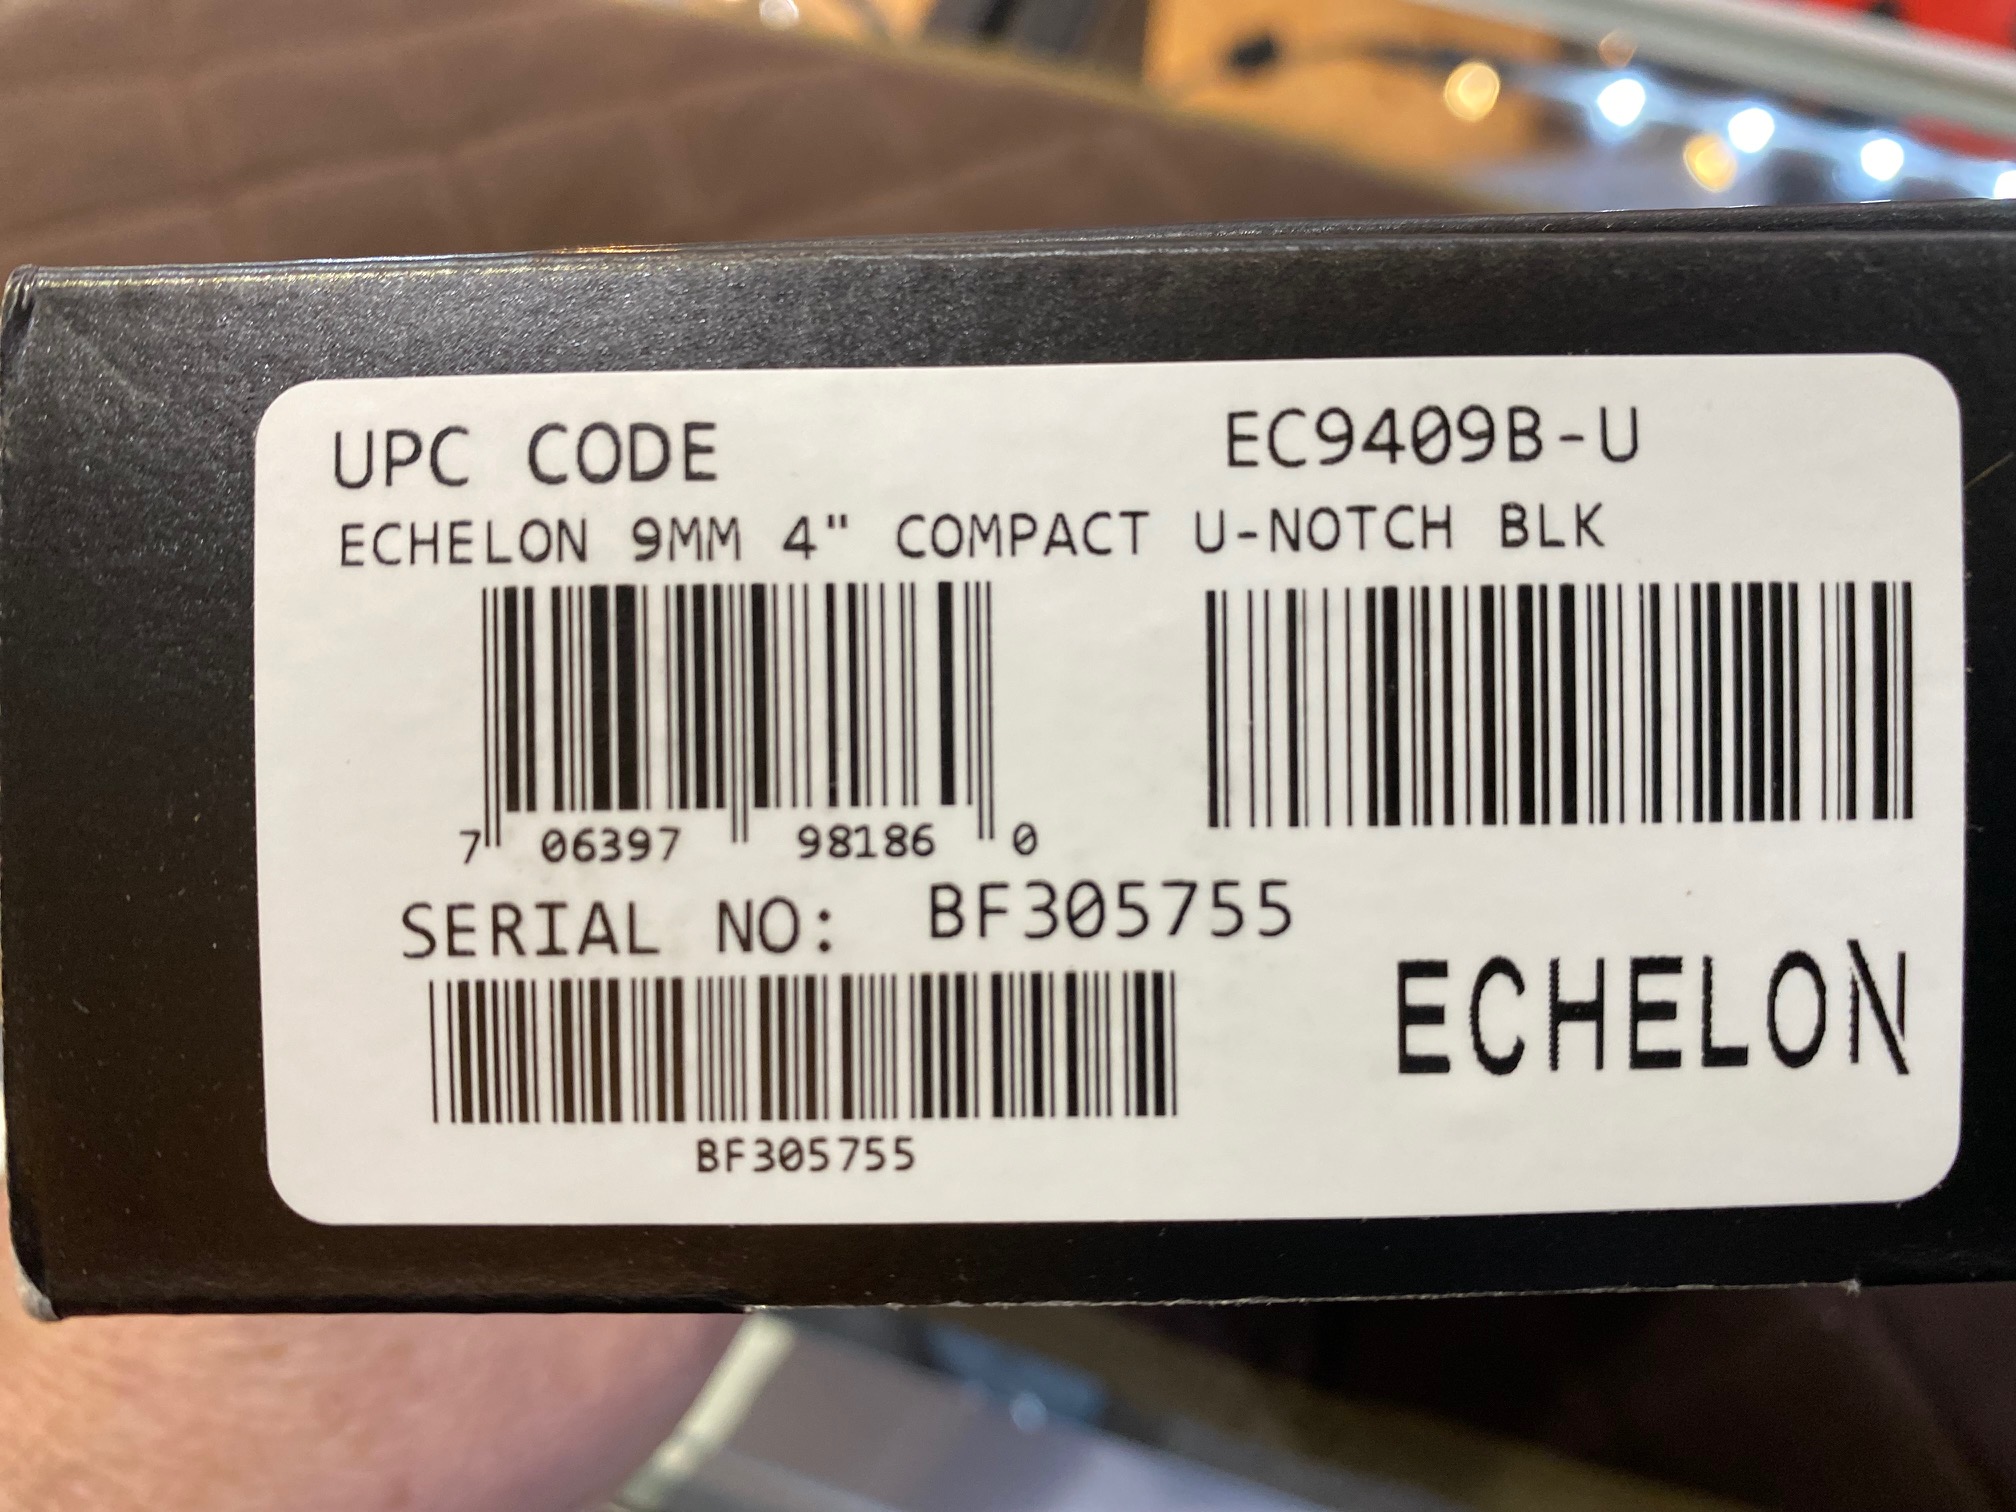 UPC CODE EC9409B-U
ECHELON 9MM 4" COMPACT U-NOTCH BLK
7 06397 98186 0
SERIAL NO: BF305755
ECHELON
BF305755